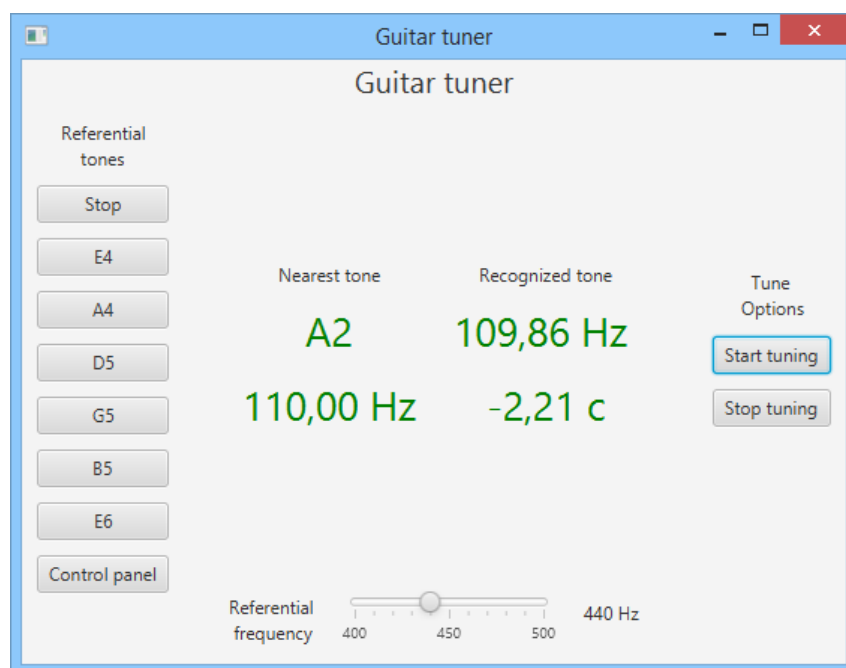 Guitar tuner
Guitar tuner
Referential
tones
Stop
E4
A4
D5
G5
B5
E6
Control panel
Nearest tone
A2
110,00 Hz
Recognized tone
109,86 Hz
-2,21 c
Tune
Options
Start tuning
Stop tuning
Referential
frequency
400
450
500
440 Hz